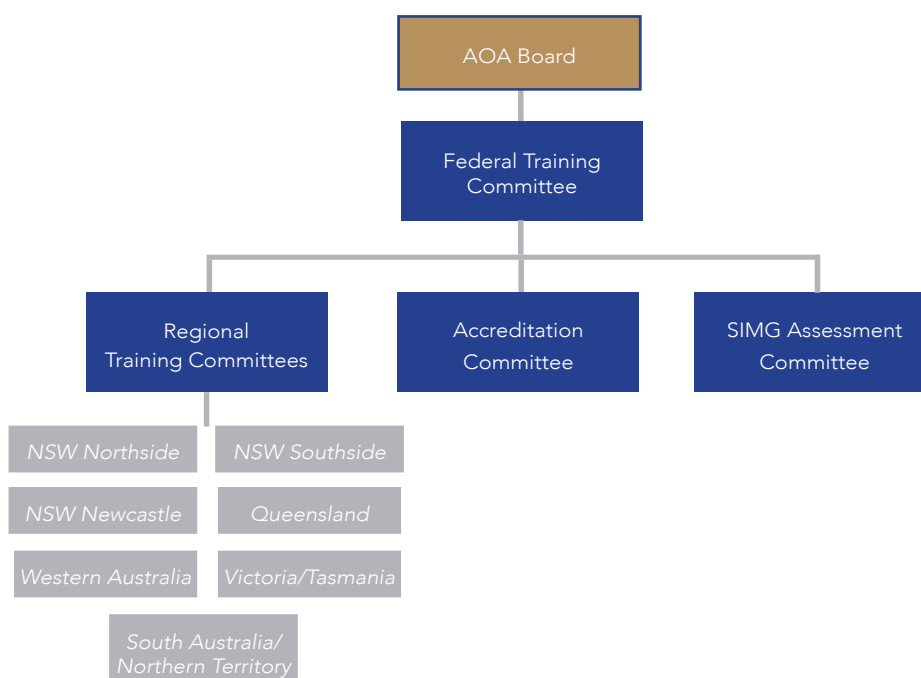 AOA Board
Federal Training
Committee
Regional
Training Committees
Accreditation
Committee
SIMG Assessment
Committee
NSW Northside
NSW Southside
NSW Newcastle
Queensland
Western Australia
Victoria/Tasmania
South Australia/
Northern Territory